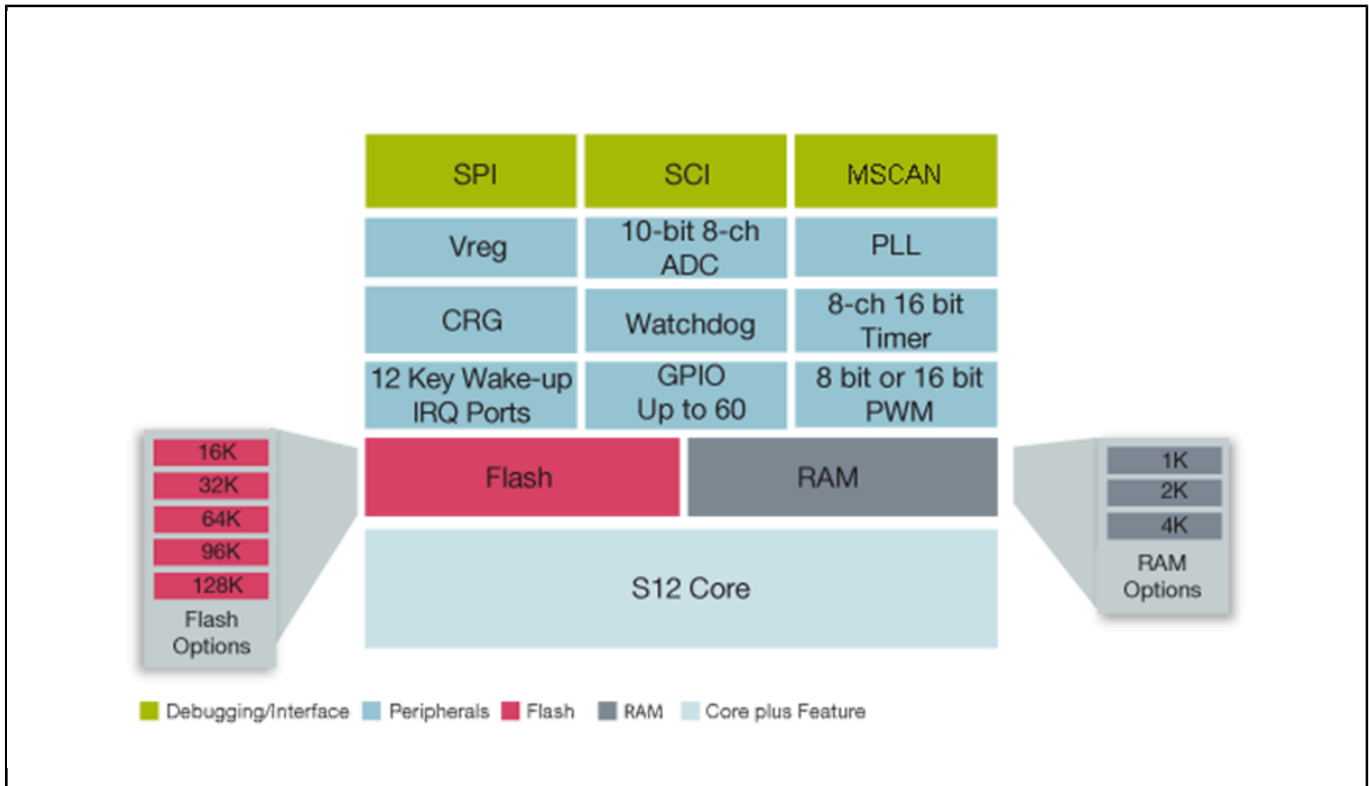 SPI
SCI
MSCAN
Vreg
10-bit 8-ch
ADC
PLL
CRG
Watchdog
8-ch 16 bit
Timer
12 Key Wake-up
IRQ Ports
GPIO
Up to 60
8 bit or 16 bit
PWM
Flash
RAM
16K
32K
64K
96K
128K
Flash
Options
1K
2K
4K
RAM
Options
S12 Core
Debugging/Interface
Peripherals
Flash
RAM
Core plus Feature